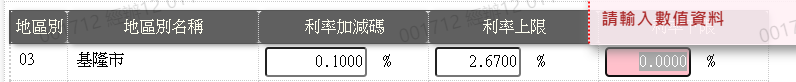 地區別 地區別名稱 利率加減碼 利率上限 請輸入數值資料
03 基隆市 0.1000 % 2.6700 % 0.0000 %